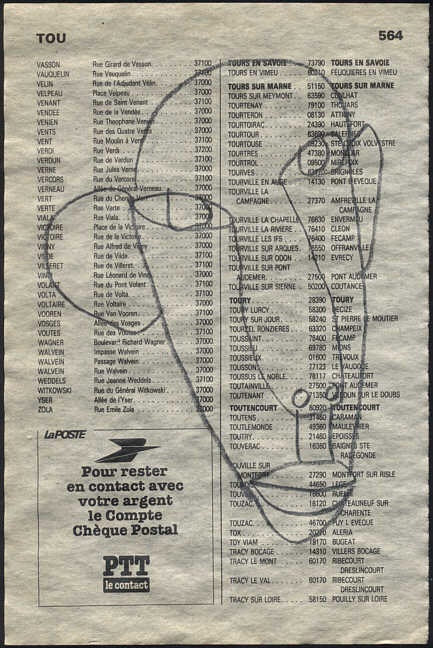 TOU 564
VASSON Rue Girard de Vasson 37100
VAUQUELIN Rue Vauquelin 37000
VELIN Rue de l'Adjudant Velin 37000
VELPEAU Place Velpeau 37000
VENANT Rue de Saint Venant 37100
VENDEE Rue de la Vendée 37100
VENIEN Rue Theophane Venien 37100
VENTS Rue des Quatre Vents 37000
VENT Rue Moulin à Vent 37100
VERDI Rue Verdi 37200
VERDUN Rue de Verdun 37100
VERNE Rue Jules Verne 37000
VERCORS Rue du Vercors 37100
VERNEAU Allée du Général Verneau 37000
VERT Rue du 37000
VERTE Rue Verte 37000
VIALA Rue Viala 37000
VICTOIRE Place de la Victoire 37000
VICTOIRE Rue de la Victoire 37000
Rue Alfred de Vigny 37000
Rue de Vilde 37000
VILLERET Rue de Villeret 37100
VINCI Rue Léonard de Vinci 37000
VOLANT Rue du Pont Volant 37100
VOLTA Rue de Volta 37000
VOLTAIRE Rue Voltaire 37000
VOOREN Rue Van Vooren 37100
VOSGES Allée des Vosges 37000
VOUTES Rue des Voutes 37000
WAGNER Boulevard Richard Wagner 37000
WALVEIN Impasse Walvein 37000
WALVEIN Passage Walvein 37000
WALVEIN Rue Walvein 37000
WEDDELS Rue Jeanne Weddels 37100
WITKOWSKI Rue du Général Witkowski 37000
YSER Allée de l'Yser 37000
ZOLA Rue Emile Zola 37000
LA POSTE
Pour rester
en contact avec
votre argent
le Compte
Chèque Postal
PTT
le contact
TOURS EN SAVOIE 73790 TOURS EN SAVOIE
TOURS EN VIMEU 80210 FEUQUIERES EN VIMEU
TOURS SUR MARNE 51150 TOURS SUR MARNE
TOURS SUR MEYMONT 63590 CUNLHAT
TOURTENAY 79100 THOUARS
TOURTERON 08130 ATTIGNY
TOURTOIRAC 24390 HAUTEFORT
TOURTOUR 83690 SALERNES
TOURTOUSE 09230 STE CROIX VOLVESTRE
TOURTRES 47380
TOURTROL 09500 MIREPOIX
TOURVES 83170 BRIGNOLES
TOURVILLE EN AUGE 14130 PONT L'EVEQUE
TOURVILLE LA
CAMPAGNE 27370 AMFREVILLE LA
CAMPAGNE
TOURVILLE LA CHAPELLE 76630 ENVERMEU
TOURVILLE LA RIVIERE 76410 CLEON
TOURVILLE LES IFS 76400 FECAMP
TOURVILLE SUR ARQUES 76550 OFFRANVILLE
TOURVILLE SUR ODON 14210 EVRECY
TOURVILLE SUR PONT
AUDEMER 27500 PONT AUDEMER
TOURVILLE SUR SIENNE 50200 COUTANCES
TOURY 28390 TOURY
TOURY LURCY 58300 DECIZE
TOURY SUR JOUR 58240 ST PIERRE LE MOUTIER
TOURZEL RONZIERES 63320 CHAMPEIX
TOUSSAINT 76400 FECAMP
TOUSSIEU 69780 MIONS
TOUSSIEUX 01600 TREVOUX
TOUSSON 77123 LE VAUDOUE
TOUSSUS LE NOBLE 78117 CHATEAUFORT
TOUTAINVILLE 27500 PONT AUDEMER
TOUTENANT 71350 VERDUN SUR LE DOUBS
TOUTENCOURT 80920 TOUTENCOURT
TOUTENS 31460 CARAMAN
TOUTLEMONDE 49360 MAULEVRIER
TOUTRY 21460 EPOISSES
TOUVERAC 16360 BAIGNES STE
RADEGONDE
TOUVILLE SUR
MONTFORT 27290 MONTFORT SUR RISLE
44650 LEGE
16600 RUELLE
TOUZAC 16120 CHATEAUNEUF SUR
CHARENTE
TOUZAC 46700 PUY L EVEQUE
TOX 20270 ALERIA
TOY VIAM 19170 BUGEAT
TRACY BOCAGE 14310 VILLERS BOCAGE
TRACY LE MONT 60170 RIBECOURT
DRESLINCOURT
TRACY LE VAL 60170 RIBECOURT
DRESLINCOURT
TRACY SUR LOIRE 58150 POUILLY SUR LOIRE